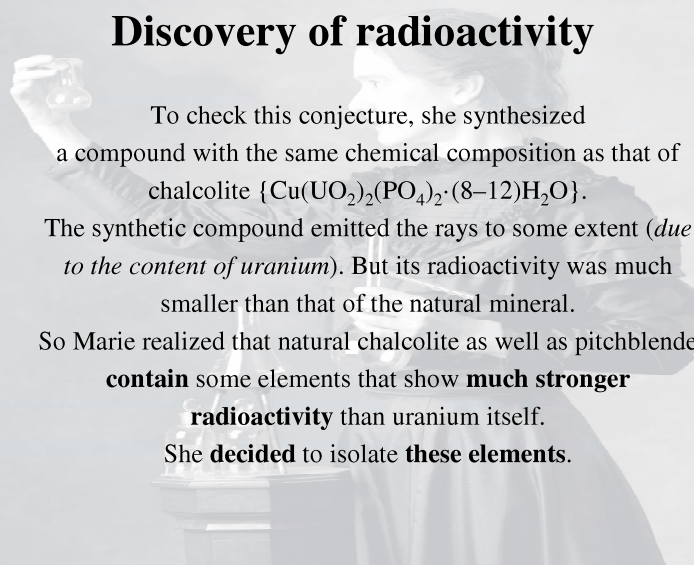 Discovery of radioactivity
To check this conjecture, she synthesized
a compound with the same chemical composition as that of
chalcolite {Cu(UO₂)₂(PO₄)₂·(8–12)H₂O}.
The synthetic compound emitted the rays to some extent (due
to the content of uranium). But its radioactivity was much
smaller than that of the natural mineral.
So Marie realized that natural chalcolite as well as pitchblende
contain some elements that show much stronger
radioactivity than uranium itself.
She decided to isolate these elements.